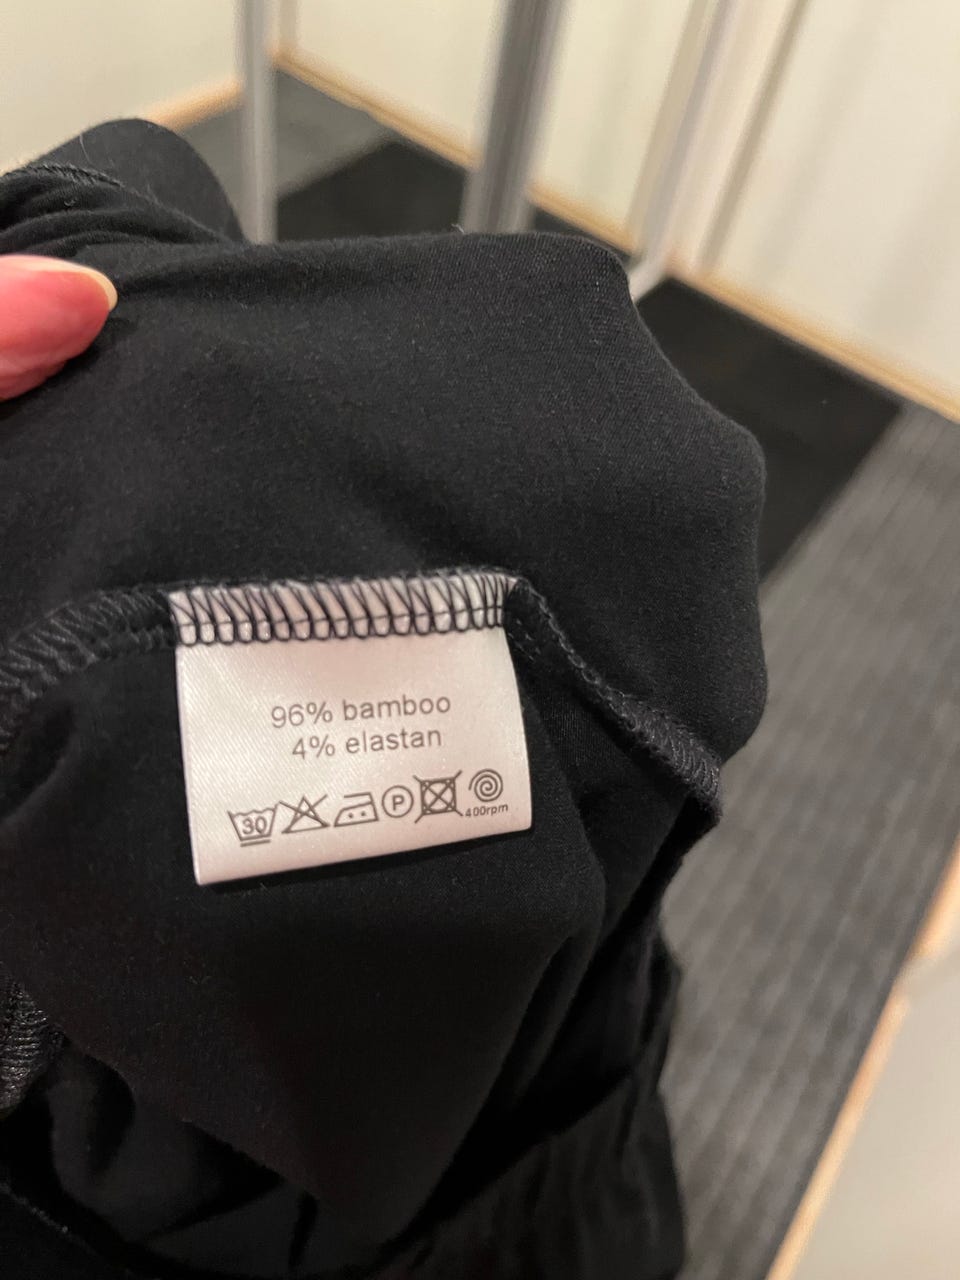 96% bamboo
4% elastan
30 P 400rpm